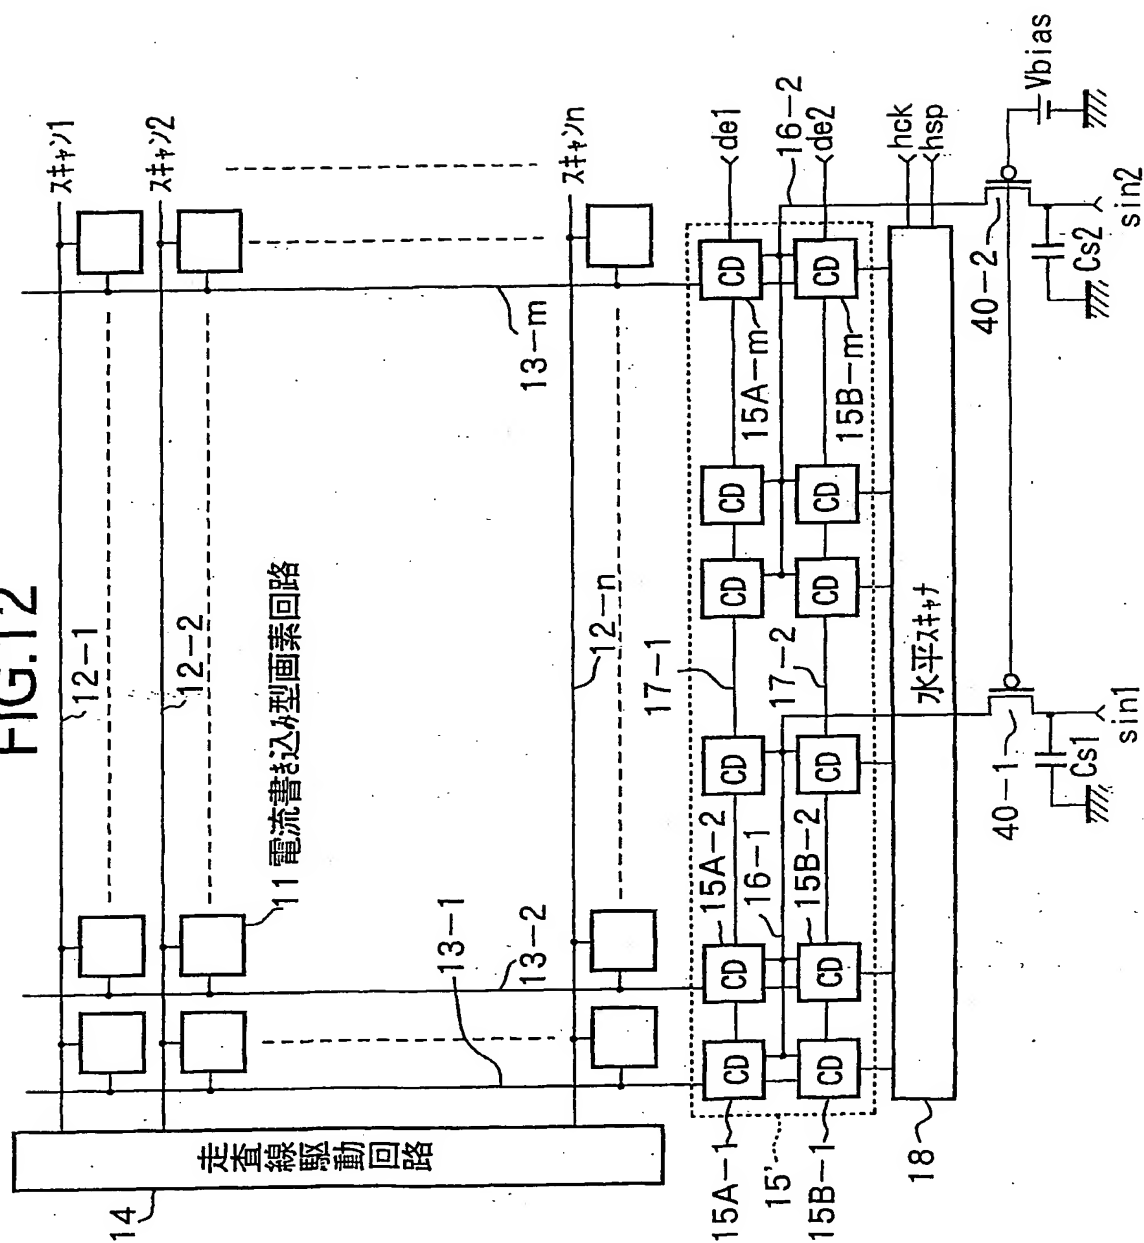 FIG.12
スキャン1
12-1
スキャン2
12-2
11 電流書き込み型画素回路
スキャンn
12-n
13-1
13-2
13-m
14
走査線駆動回路
17-1
de1
CD
CD
CD
CD
CD
CD
15A-1
15A-2
15A-m
16-1
16-2
15'
15B-1
15B-2
15B-m
17-2
de2
CD
CD
CD
CD
CD
CD
18
水平スキャナ
hck
hsp
40-1
40-2
Vbias
Cs1
Cs2
sin1
sin2